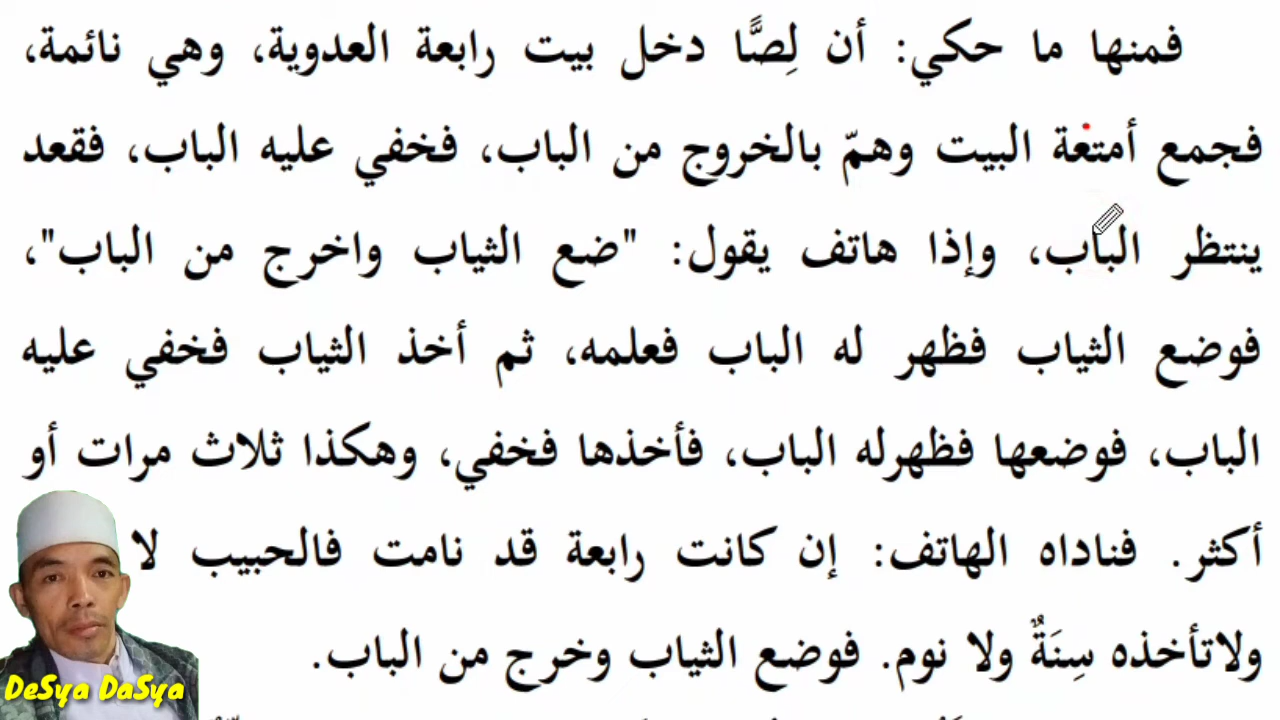 فمنها ما حكي: أن لِصًّا دخل بيت رابعة العدوية، وهي نائمة،
فجمع أمتعة البيت وهمّ بالخروج من الباب، فخفي عليه الباب، فقعد
ينتظر الباب، وإذا هاتف يقول: "ضع الثياب واخرج من الباب"،
فوضع الثياب فظهر له الباب فعلمه، ثم أخذ الثياب فخفي عليه
الباب، فوضعها فظهرله الباب، فأخذها فخفي، وهكذا ثلاث مرات أو
أكثر. فناداه الهاتف: إن كانت رابعة قد نامت فالحبيب لا
ولاتأخذه سِنَةٌ ولا نوم. فوضع الثياب وخرج من الباب.
DeSya DaSya